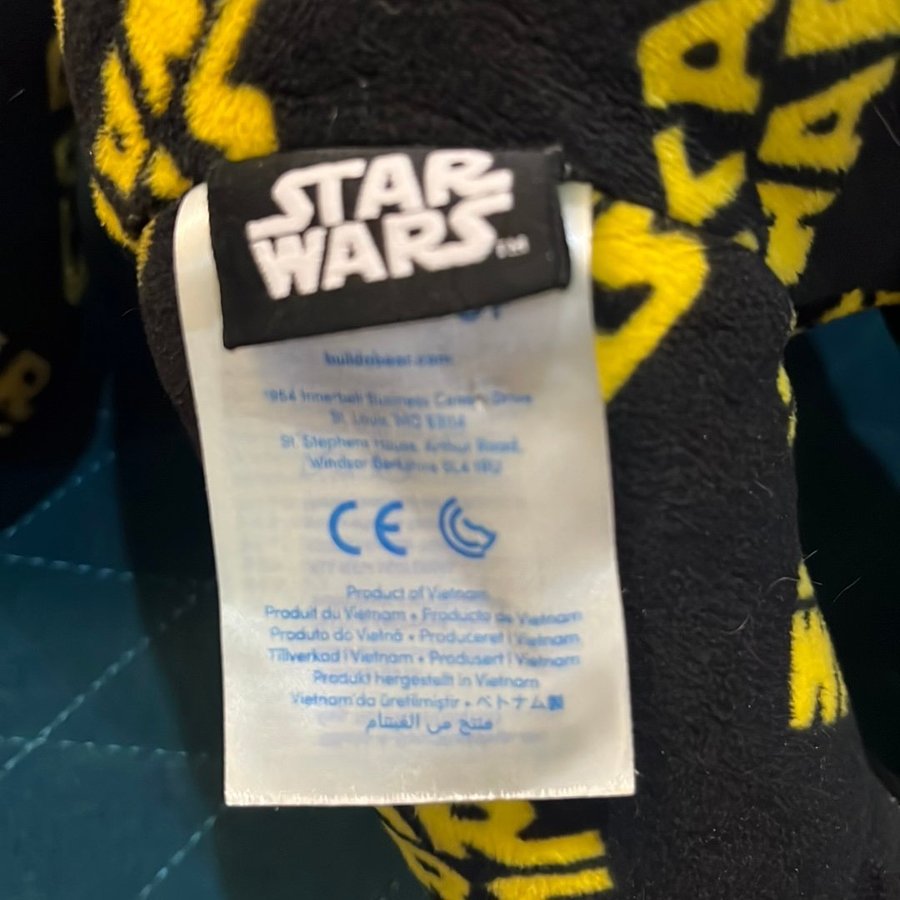 STAR
WARS™
buildabear.com
1954 Innerbelt Business Center Drive
St. Louis, MO 63114
St. Stephens House, Arthur Road,
Windsor Berkshire SL4 1RU
CE
Product of Vietnam
Produit du Vietnam • Producto de Vietnam
Produto do Vietnã • Produceret i Vietnam
Tillverkad i Vietnam • Produsert i Vietnam
Produkt hergestellt in Vietnam
Vietnam'da üretilmiştir • ベトナム製
منتج من الفيتنام